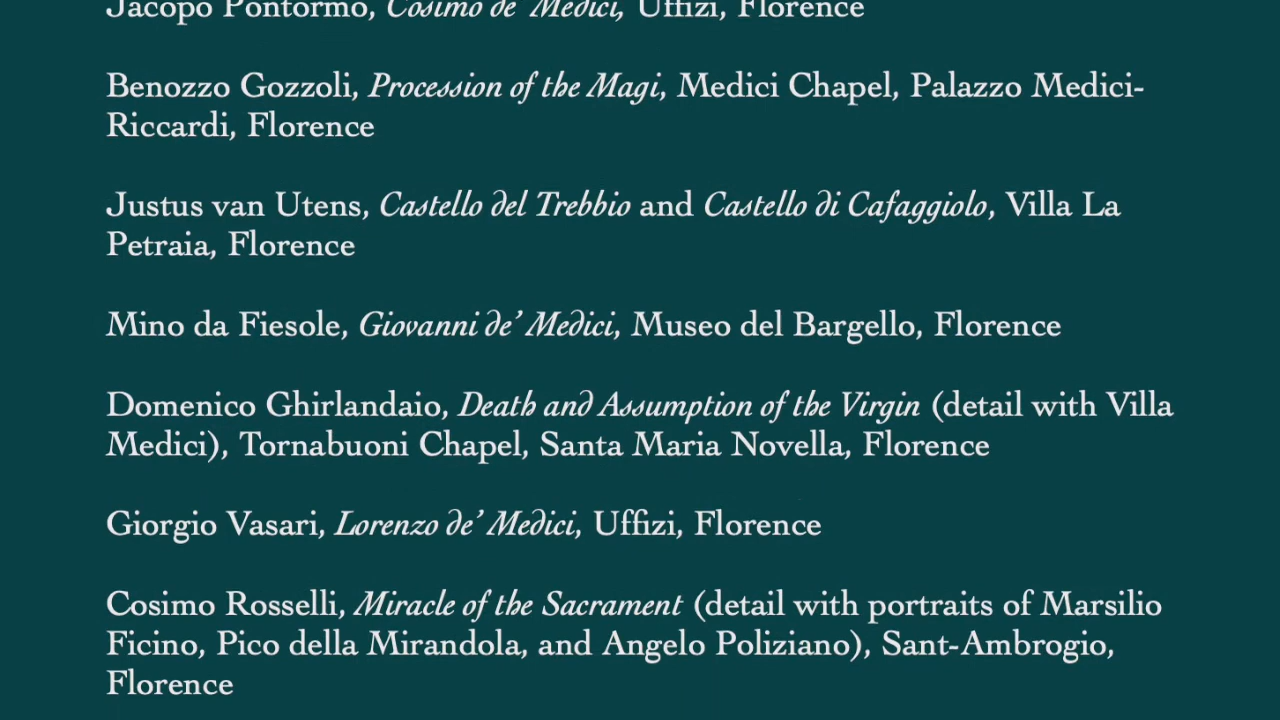 Jacopo Pontormo, Cosimo de’ Medici, Uffizi, Florence
Benozzo Gozzoli, Procession of the Magi, Medici Chapel, Palazzo Medici-
Riccardi, Florence
Justus van Utens, Castello del Trebbio and Castello di Cafaggiolo, Villa La
Petraia, Florence
Mino da Fiesole, Giovanni de’ Medici, Museo del Bargello, Florence
Domenico Ghirlandaio, Death and Assumption of the Virgin (detail with Villa
Medici), Tornabuoni Chapel, Santa Maria Novella, Florence
Giorgio Vasari, Lorenzo de’ Medici, Uffizi, Florence
Cosimo Rosselli, Miracle of the Sacrament (detail with portraits of Marsilio
Ficino, Pico della Mirandola, and Angelo Poliziano), Sant-Ambrogio,
Florence